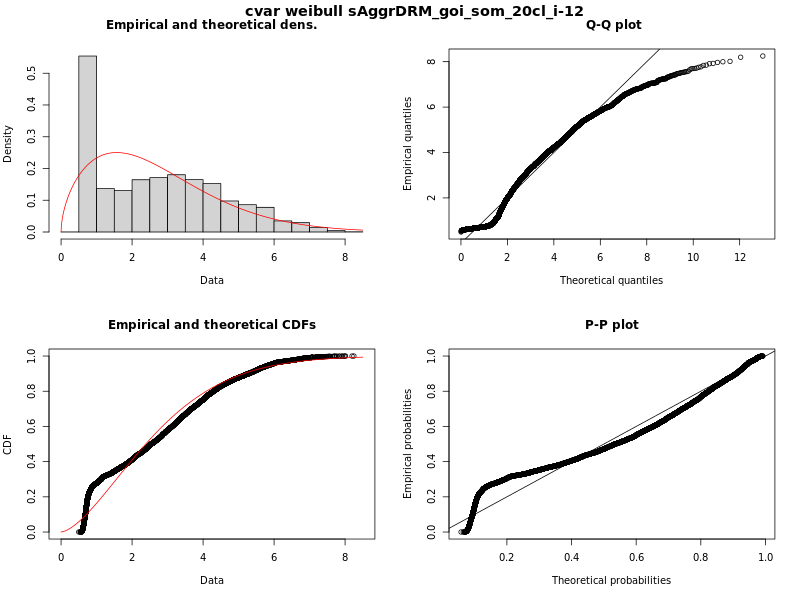 cvar weibull sAggrDRM_goi_som_20cl_i-12
Empirical and theoretical dens.
Density
0.0 0.1 0.2 0.3 0.4 0.5
0 2 4 6 8
Data
Q-Q plot
Empirical quantiles
2 4 6 8
0 2 4 6 8 10 12
Theoretical quantiles
Empirical and theoretical CDFs
CDF
0.0 0.2 0.4 0.6 0.8 1.0
0 2 4 6 8
Data
P-P plot
Empirical probabilities
0.0 0.2 0.4 0.6 0.8 1.0
0.2 0.4 0.6 0.8 1.0
Theoretical probabilities